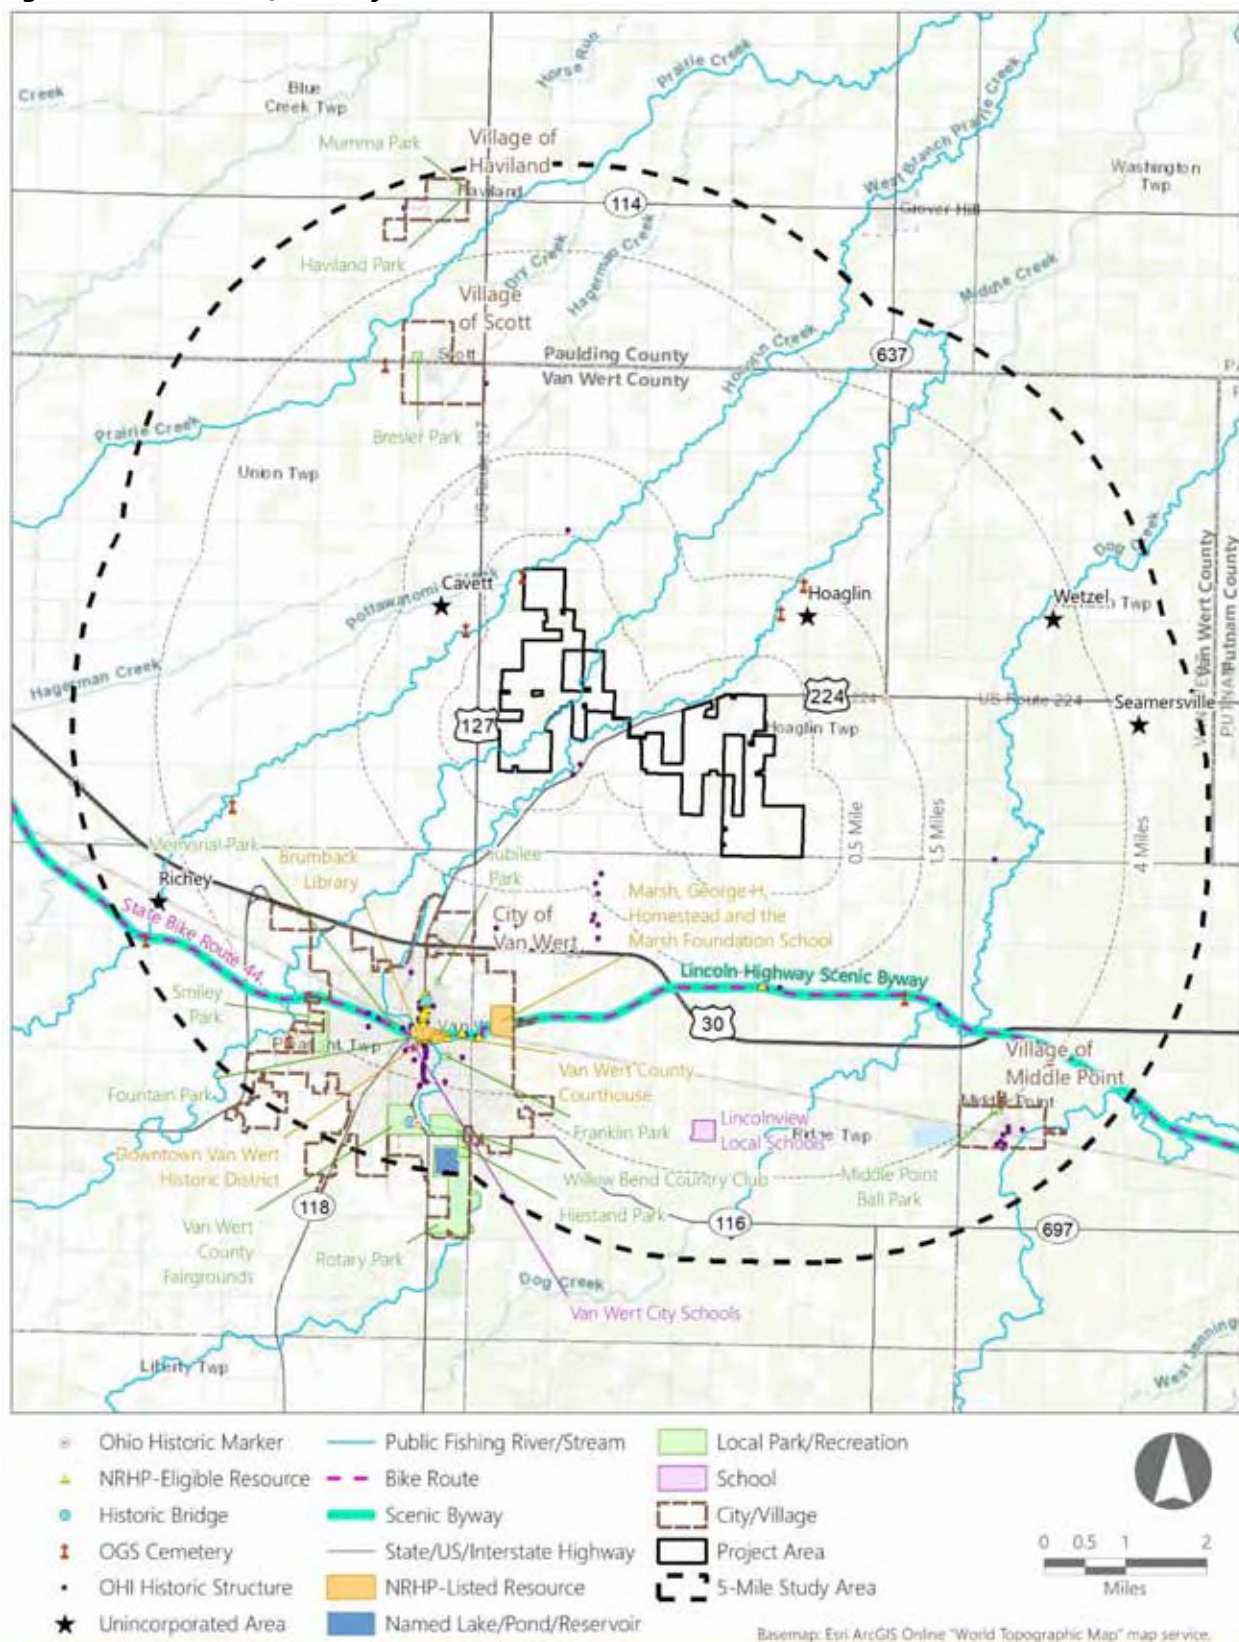 Creek
Blue
Creek Twp
Horse Run
Prairie Creek
West Branch Prairie Creek
Mumma Park
Village of
Haviland
Haviland
114
Washington
Twp
Grover Hill
Haviland Park
Dry Creek
Hagerman Creek
Middle Creek
Village
of Scott
Scott
Paulding County
Van Wert County
Hoaglin Creek
637
Prairie Creek
Bresler Park
Union Twp
US Route 127
Dog Creek
Van Wert County
Putnam County
Pottawatomi Creek
Cavett
Hoaglin
Wetzel
Hagerman Creek
127
224
US Route 224
Seamersville
Hoaglin Twp
0.5 Mile
1.5 Miles
4 Miles
Memorial Park
Brumback
Library
Jubilee
Park
Richey
City of
Van Wert
Marsh, George H,
Homestead and the
Marsh Foundation School
State Bike Route 44
Lincoln Highway Scenic Byway
Smiley
Park
30
Pleasant Twp
Village of
Middle Point
Middle Point
Fountain Park
Van Wert County
Courthouse
Franklin Park
Lincolnview
Local Schools
Ridge Twp
Downtown Van Wert
Historic District
Willow Bend Country Club
Middle Point
Ball Park
118
Hiestand Park
116
697
Van Wert
County
Fairgrounds
Rotary Park
Dog Creek
Van Wert City Schools
Liberty Twp
Ohio Historic Marker
NRHP-Eligible Resource
Historic Bridge
OGS Cemetery
OHI Historic Structure
Unincorporated Area
Public Fishing River/Stream
Bike Route
Scenic Byway
State/US/Interstate Highway
NRHP-Listed Resource
Named Lake/Pond/Reservoir
Local Park/Recreation
School
City/Village
Project Area
5-Mile Study Area
0 0.5 1 2
Miles
Basemap: Esri ArcGIS Online "World Topographic Map" map service.